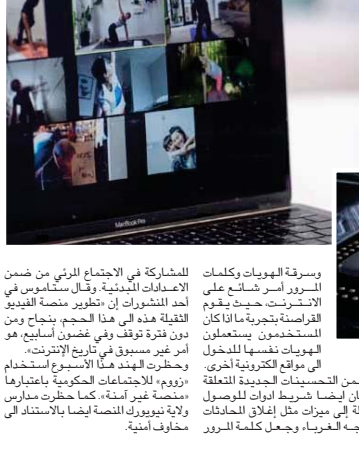 MacBook Pro
وسرقة الهويات وكلمات
المرور أمر شائع على
الانترنت، حيث يقوم
القراصنة بتجربة ما اذا كان
المستخدمون يستعملون
الهويات نفسها للدخول
الى مواقع الكترونية أخرى.
من التحسينات الجديدة المتعلقة
ان ايضا شريط ادوات للوصول
إلى ميزات مثل إغلاق المحادثات
جه الغرباء وجعل كلمة المرور
للمشاركة في الاجتماع المرئي من ضمن
الاعدادات المبدئية. وقال ستاموس في
أحد المنشورات إن «تطوير منصة الفيديو
الثقيلة هذه الى هذا الحجم، بنجاح ومن
دون فترة توقف وفي غضون أسابيع، هو
أمر غير مسبوق في تاريخ الإنترنت».
وحظرت الهند هذا الأسبوع استخدام
«زووم» للاجتماعات الحكومية باعتبارها
«منصة غير آمنة». كما حظرت مدارس
ولاية نيويورك المنصة ايضا بالاستناد الى
مخاوف أمنية.